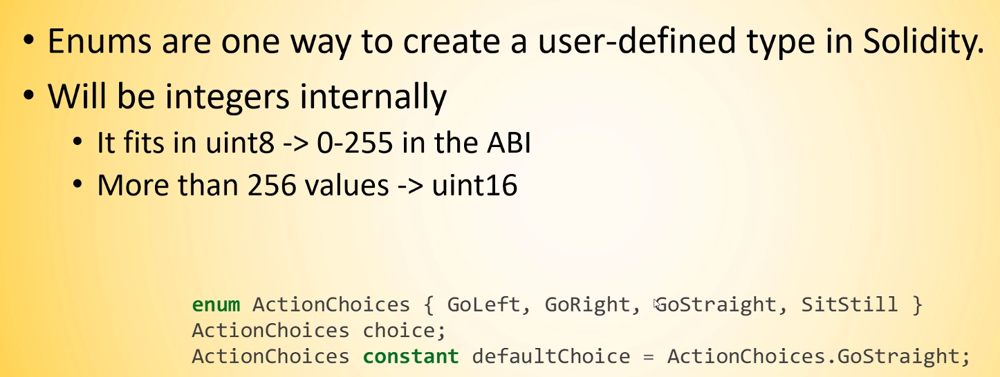 • Enums are one way to create a user-defined type in Solidity.
• Will be integers internally
• It fits in uint8 -> 0-255 in the ABI
• More than 256 values -> uint16
enum ActionChoices { GoLeft, GoRight, GoStraight, SitStill }
ActionChoices choice;
ActionChoices constant defaultChoice = ActionChoices.GoStraight;